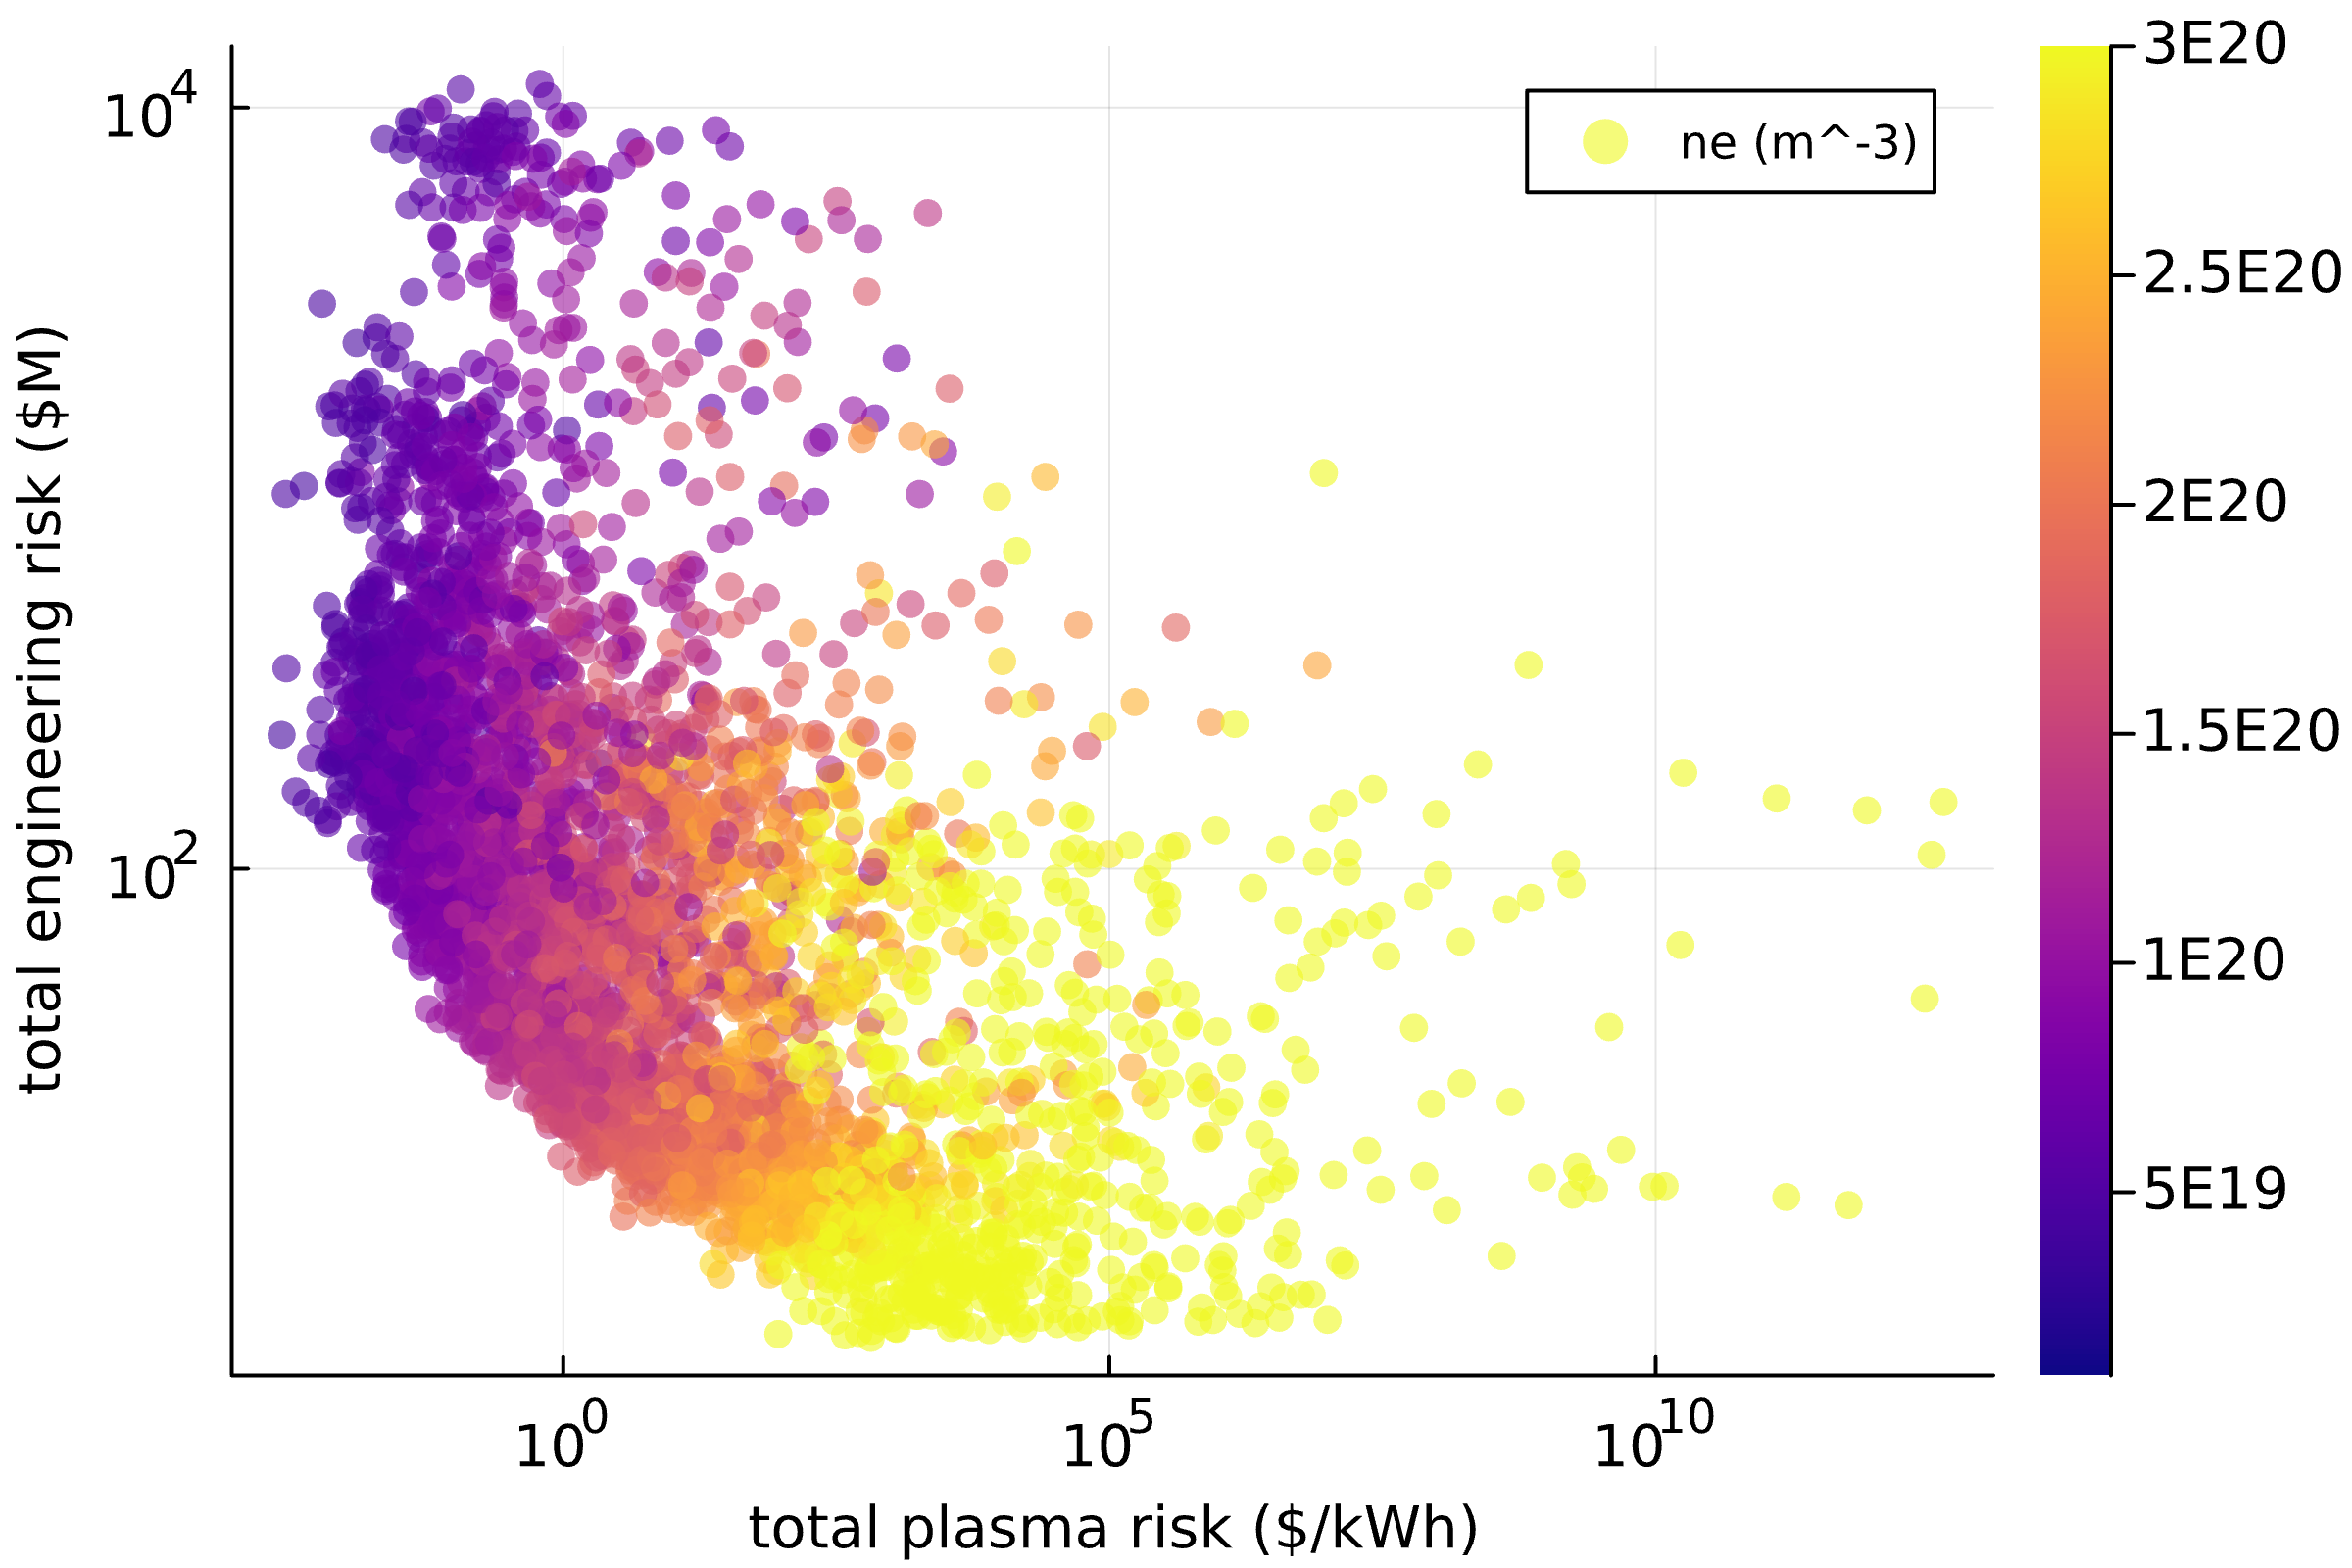 10^4
10^2
total engineering risk ($M)
ne (m^-3)
3E20
2.5E20
2E20
1.5E20
1E20
5E19
10^0
10^5
10^10
total plasma risk ($/kWh)